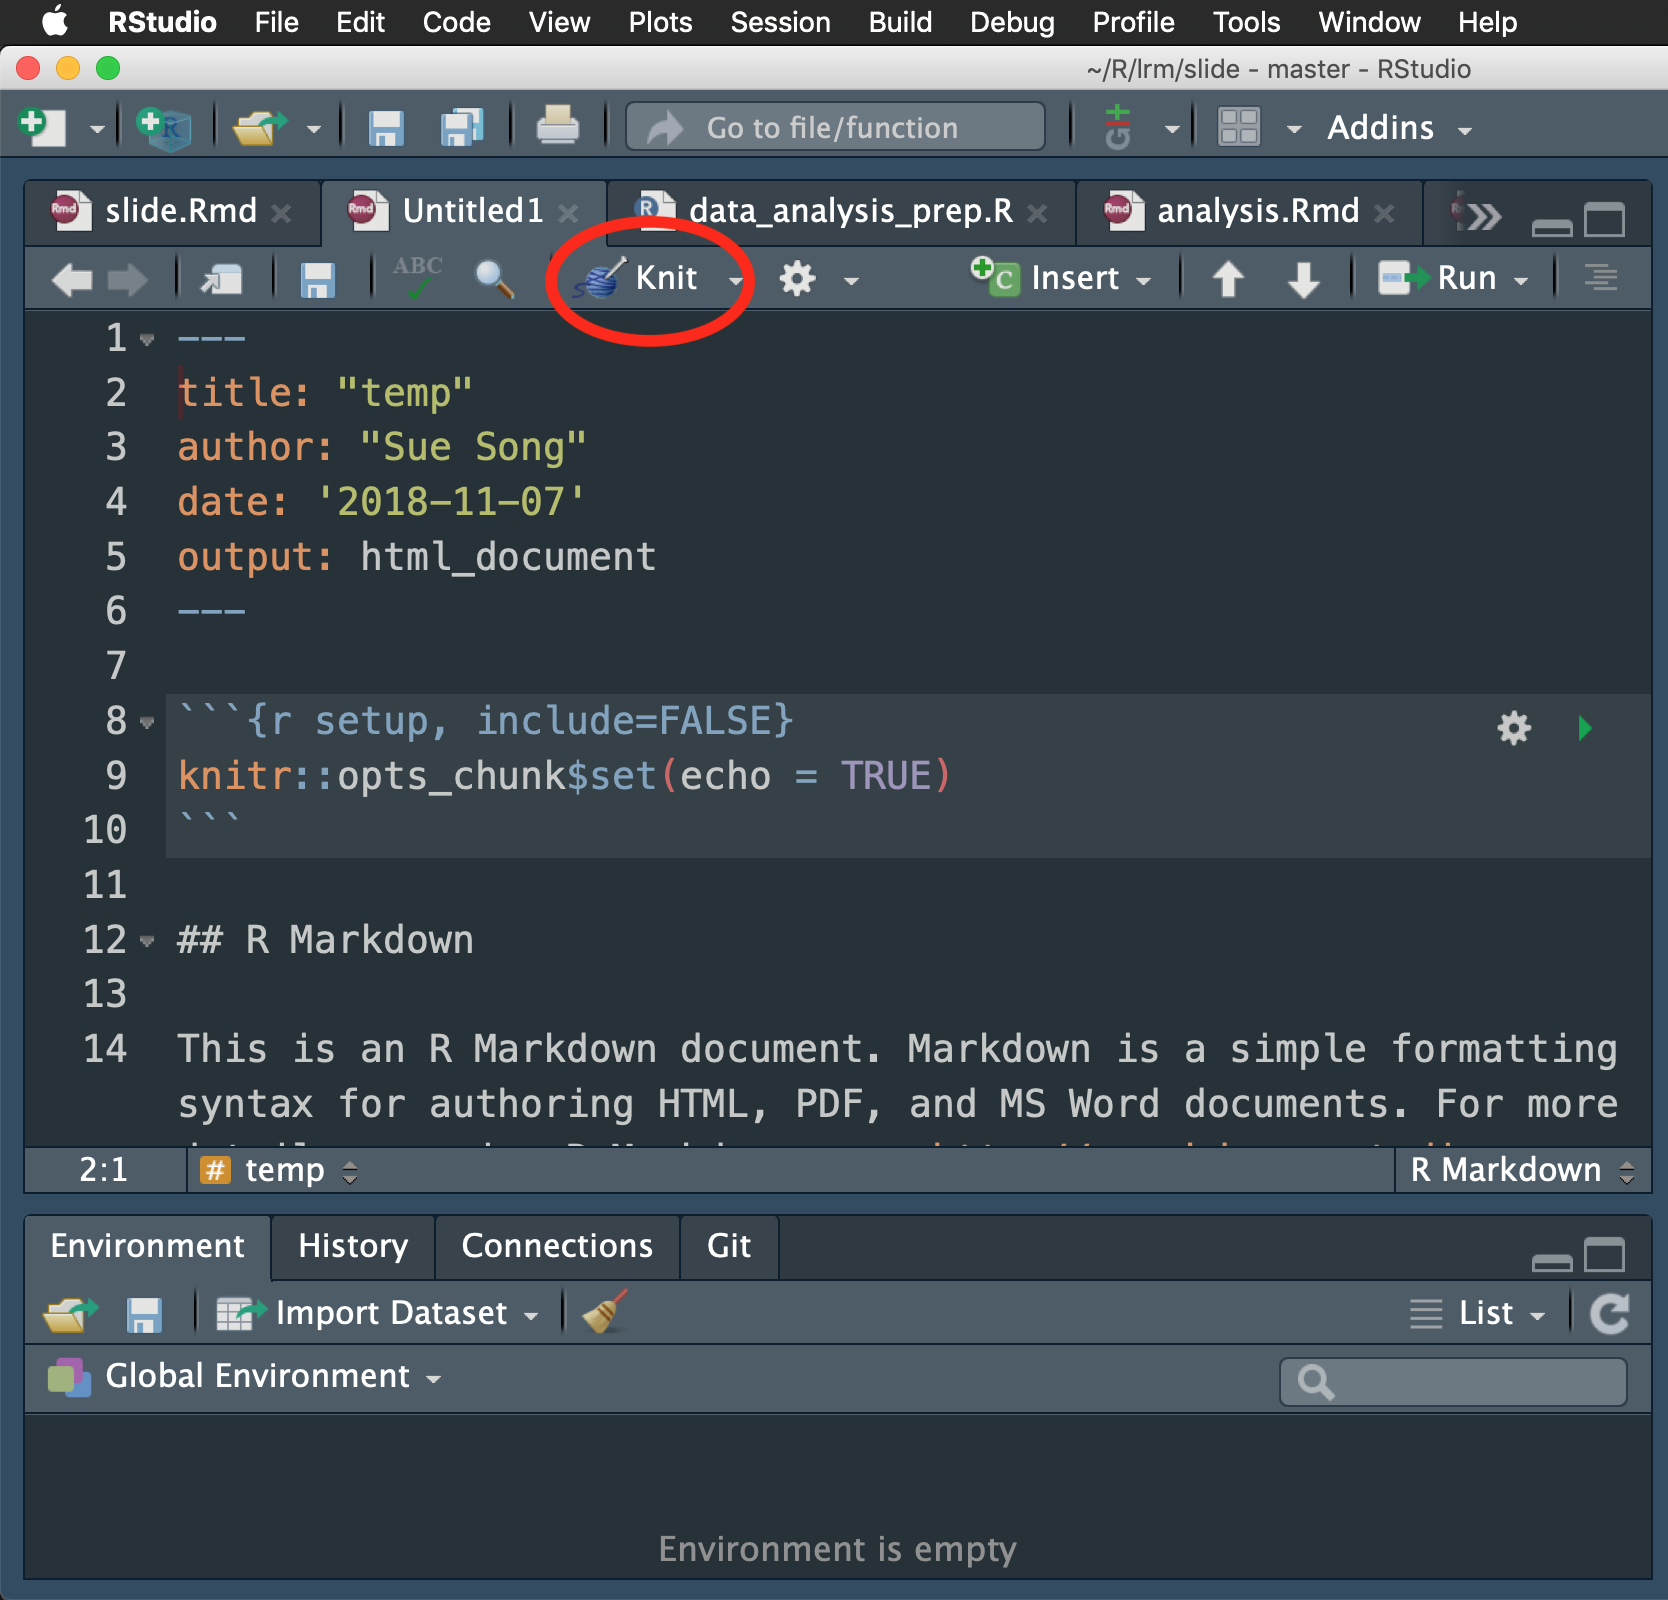 RStudio File Edit Code View Plots Session Build Debug Profile Tools Window Help
~/R/lrm/slide - master - RStudio
Go to file/function Addins
slide.Rmd Untitled1 data_analysis_prep.R analysis.Rmd
ABC Knit Insert Run
1 ---
2 title: "temp"
3 author: "Sue Song"
4 date: '2018-11-07'
5 output: html_document
6 ---
7
8 ```{r setup, include=FALSE}
9 knitr::opts_chunk$set(echo = TRUE)
10 ```
11
12 ## R Markdown
13
14 This is an R Markdown document. Markdown is a simple formatting
syntax for authoring HTML, PDF, and MS Word documents. For more
2:1 # temp R Markdown
Environment History Connections Git
Import Dataset List
Global Environment
Environment is empty